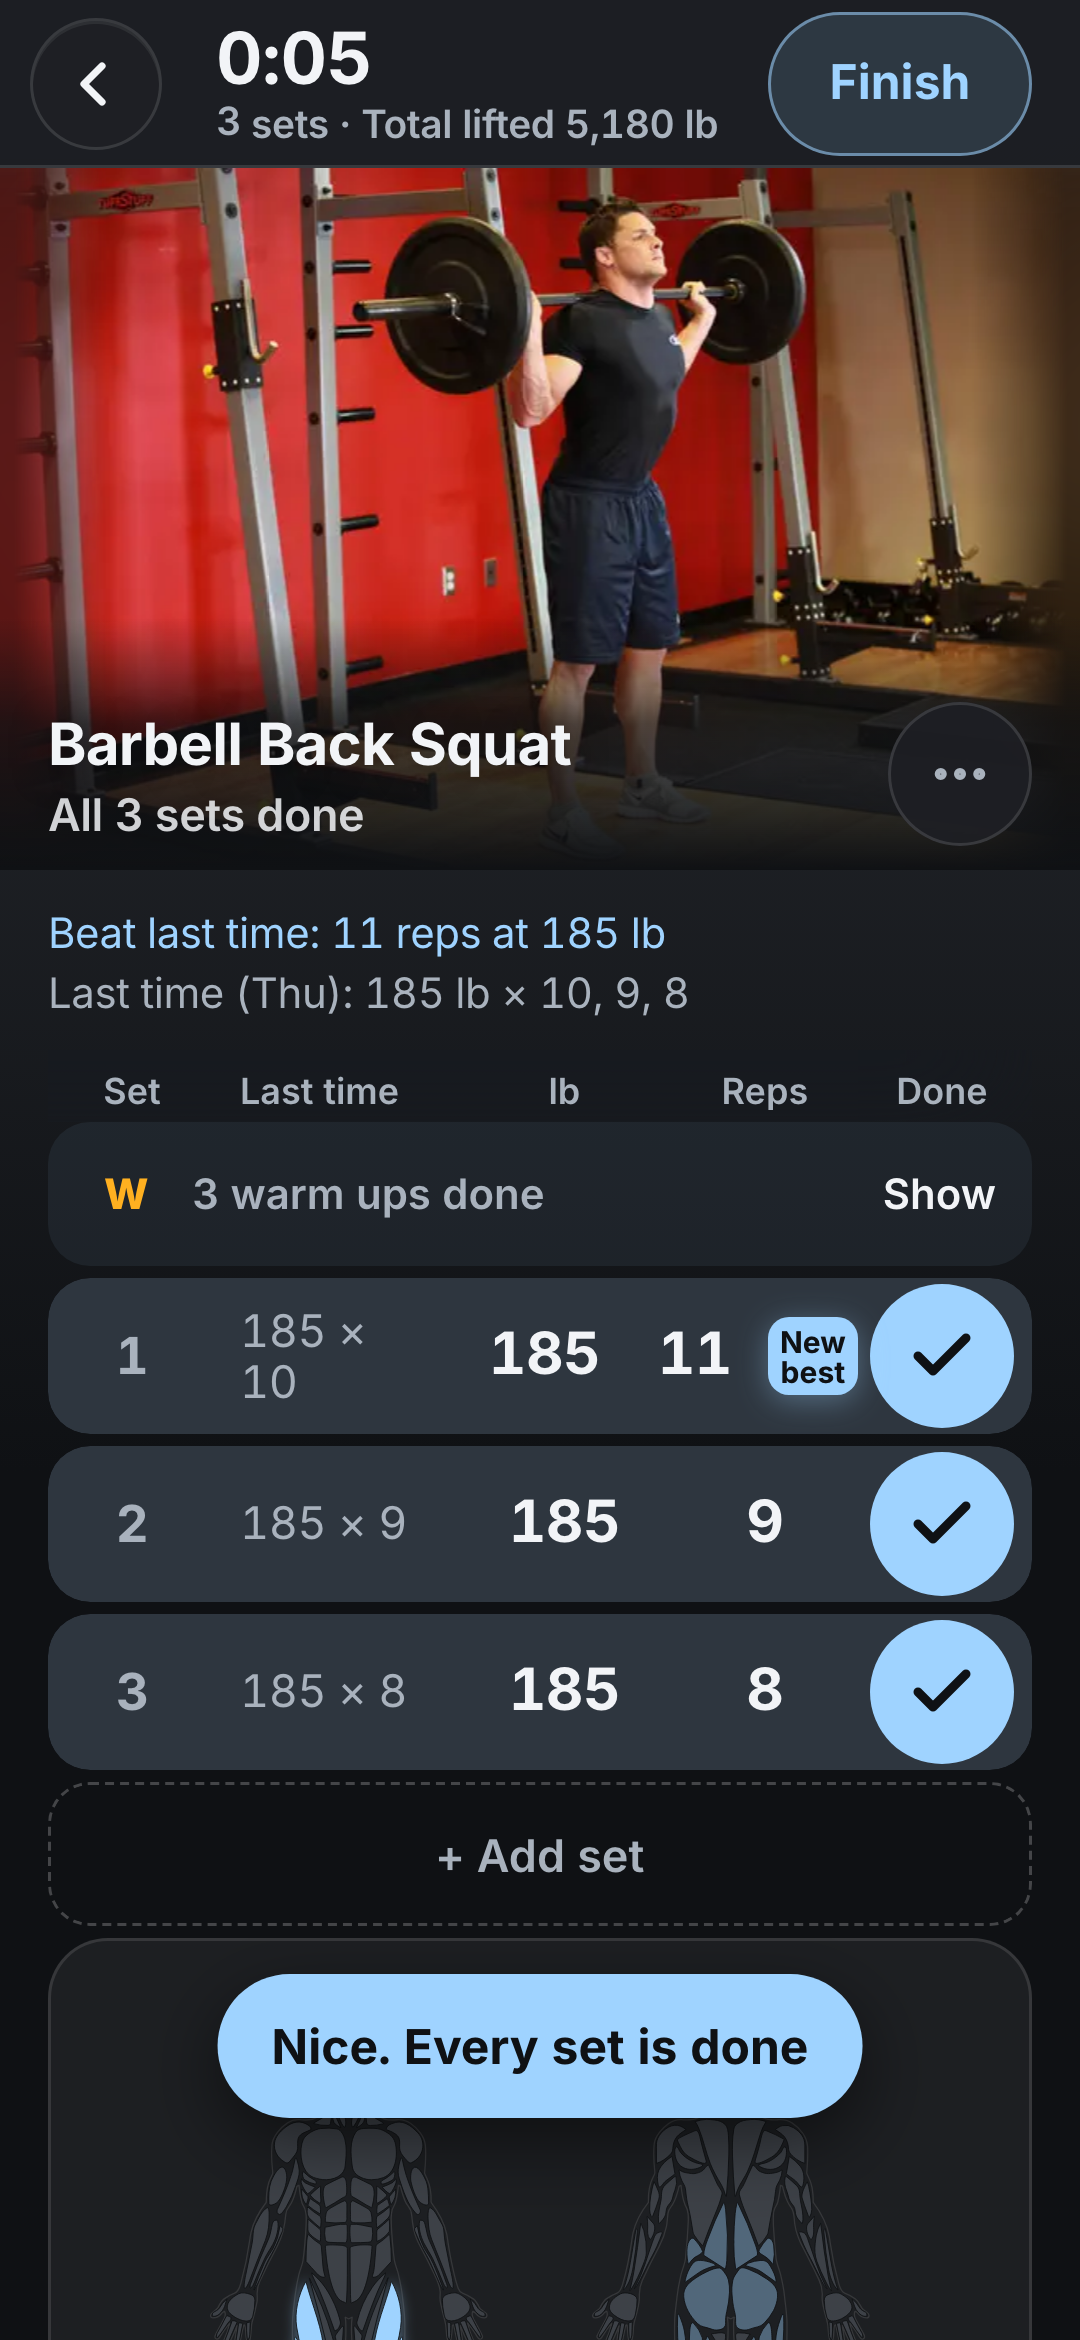 0:05
3 sets · Total lifted 5,180 lb
Finish
Barbell Back Squat
All 3 sets done
Beat last time: 11 reps at 185 lb
Last time (Thu): 185 lb × 10, 9, 8
Set Last time lb Reps Done
W 3 warm ups done Show
1 185 × 10 185 11 New best
2 185 × 9 185 9
3 185 × 8 185 8
+ Add set
Nice. Every set is done